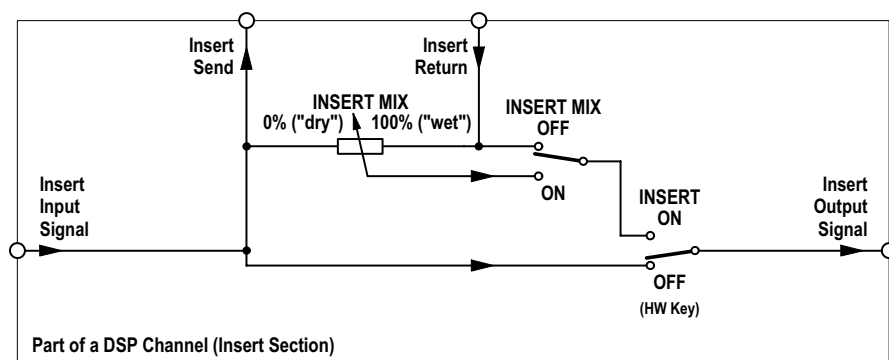 Insert
Send
Insert
Return
INSERT MIX
0% ("dry") 100% ("wet")
INSERT MIX
OFF
ON
Insert
Input
Signal
INSERT
ON
Insert
Output
Signal
OFF
(HW Key)
Part of a DSP Channel (Insert Section)